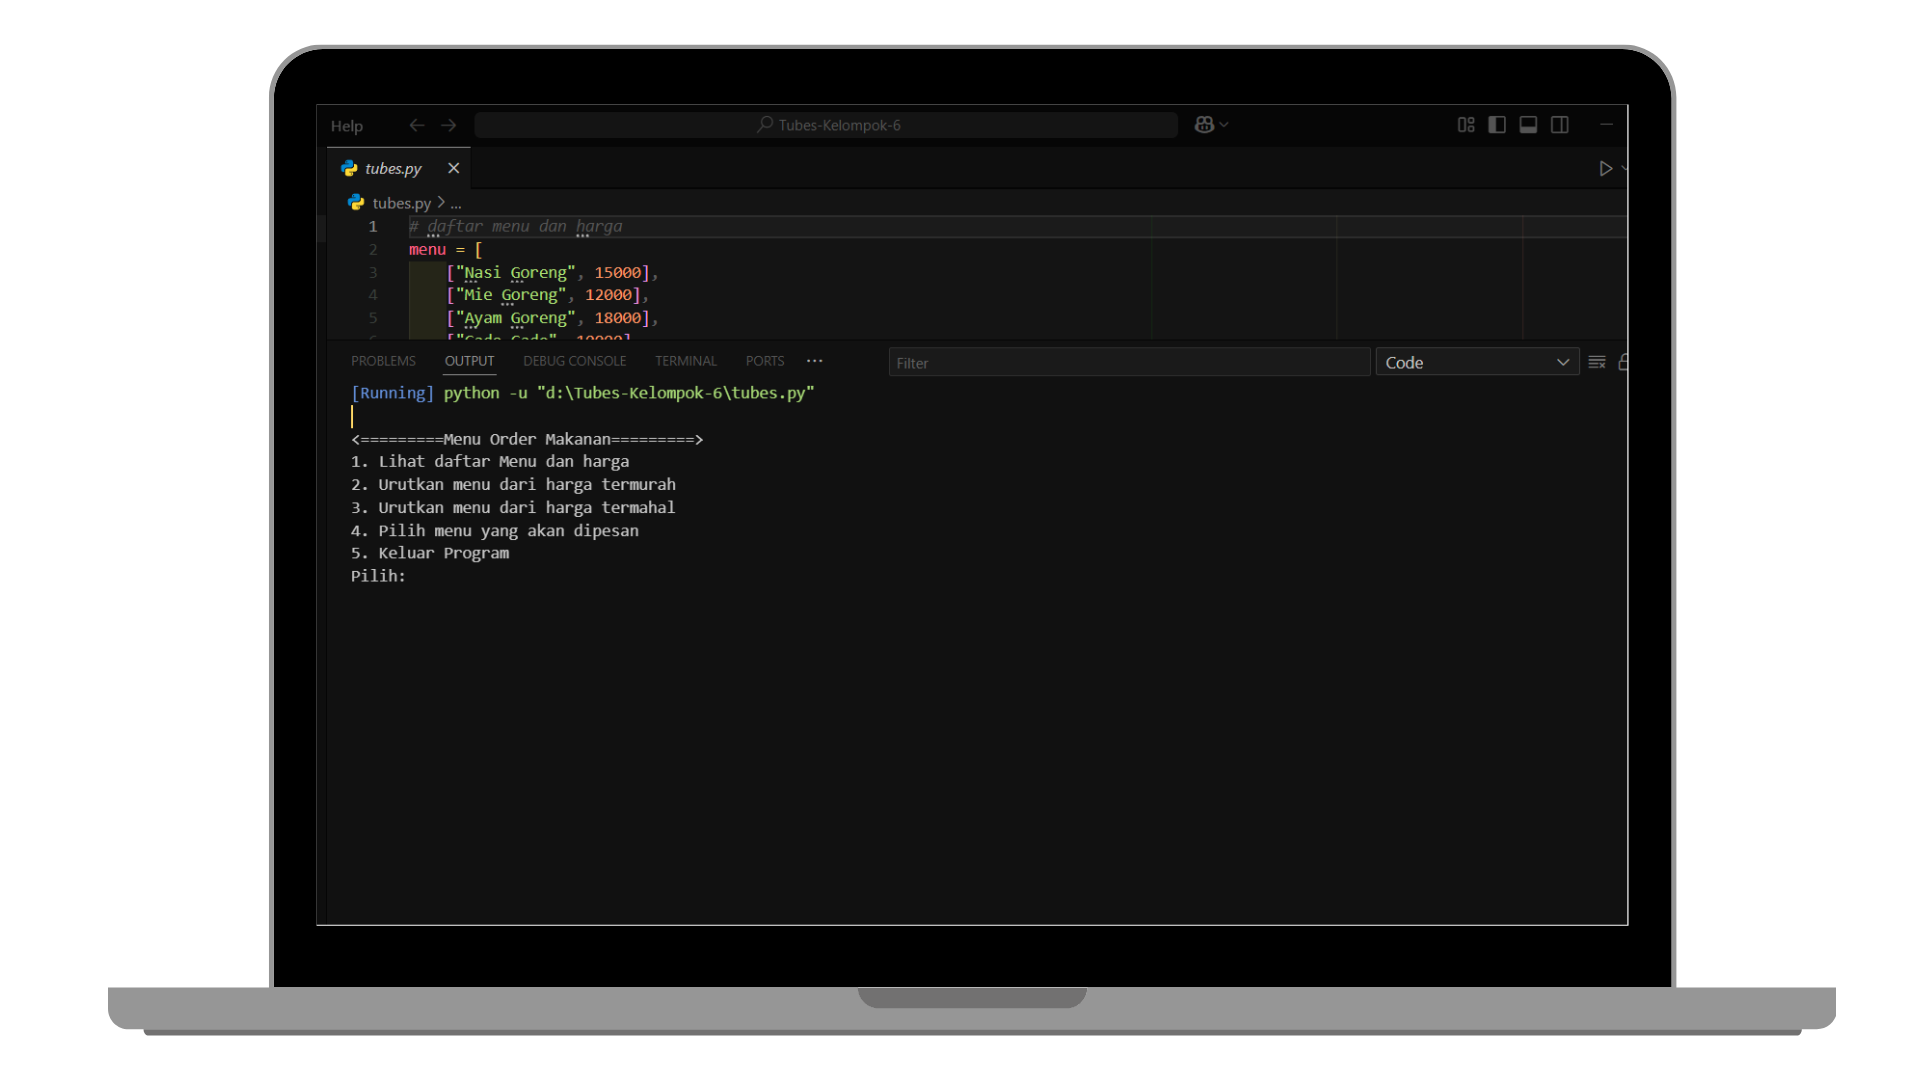 Help Tubes-Kelompok-6
tubes.py
tubes.py > ...
1 # daftar menu dan harga
2 menu = [
3 ["Nasi Goreng", 15000],
4 ["Mie Goreng", 12000],
5 ["Ayam Goreng", 18000],
PROBLEMS OUTPUT DEBUG CONSOLE TERMINAL PORTS ... Filter Code
[Running] python -u "d:\Tubes-Kelompok-6\tubes.py"
<=========Menu Order Makanan=========>
1. Lihat daftar Menu dan harga
2. Urutkan menu dari harga termurah
3. Urutkan menu dari harga termahal
4. Pilih menu yang akan dipesan
5. Keluar Program
Pilih: